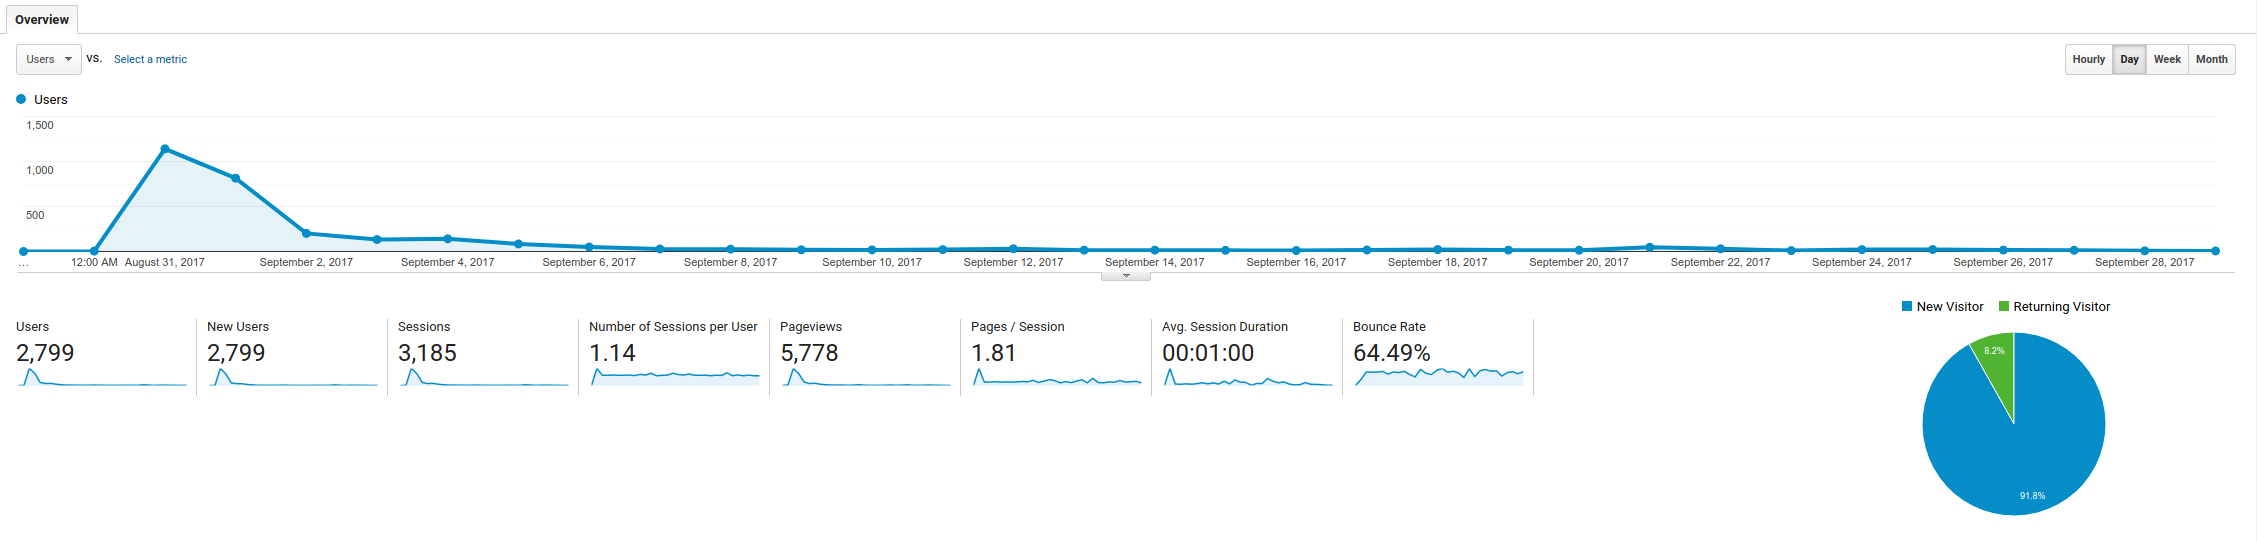 Overview
Users vs. Select a metric
Hourly Day Week Month
Users
1,500
1,000
500
... 12:00 AM August 31, 2017 September 2, 2017 September 4, 2017 September 6, 2017 September 8, 2017 September 10, 2017 September 12, 2017 September 14, 2017 September 16, 2017 September 18, 2017 September 20, 2017 September 22, 2017 September 24, 2017 September 26, 2017 September 28, 2017
New Visitor Returning Visitor
Users
2,799
New Users
2,799
Sessions
3,185
Number of Sessions per User
1.14
Pageviews
5,778
Pages / Session
1.81
Avg. Session Duration
00:01:00
Bounce Rate
64.49%
8.2%
91.8%